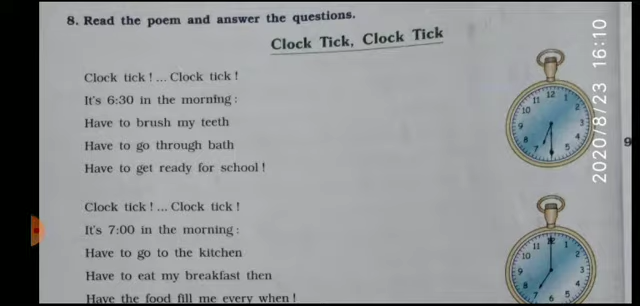 8. Read the poem and answer the questions.
Clock Tick, Clock Tick
Clock tick ! ... Clock tick !
It's 6:30 in the morning :
Have to brush my teeth
Have to go through bath
Have to get ready for school !
Clock tick ! ... Clock tick !
It's 7:00 in the morning :
Have to go to the kitchen
Have to eat my breakfast then
Have the food fill me every when !
2020/8/23 16:10
9